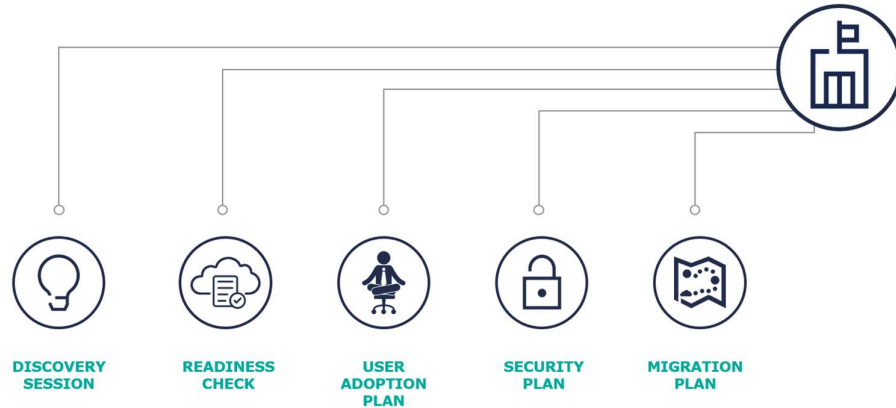 DISCOVERY
SESSION
READINESS
CHECK
USER
ADOPTION
PLAN
SECURITY
PLAN
MIGRATION
PLAN